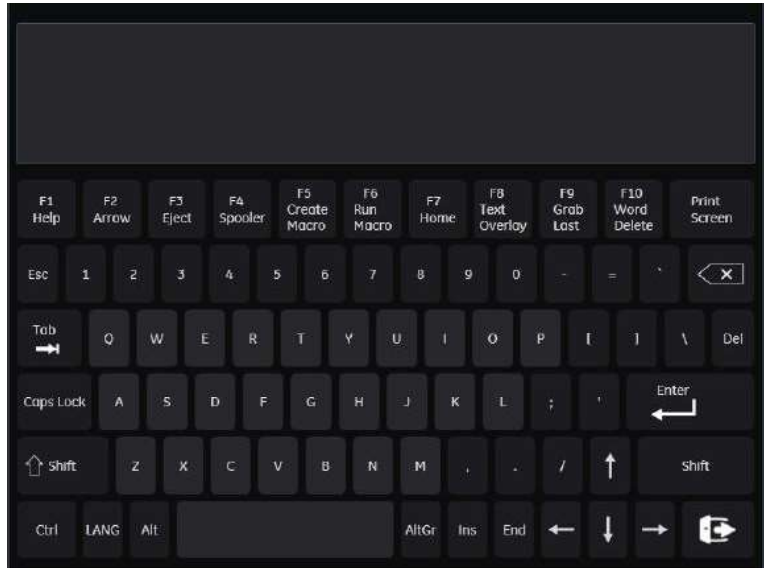 F1 Help F2 Arrow F3 Eject F4 Spooler F5 Create Macro F6 Run Macro F7 Home F8 Text Overlay F9 Grab Last F10 Word Delete Print Screen
Esc 1 2 3 4 5 6 7 8 9 0 - = `
Tab Q W E R T Y U I O P [ ] \ Del
Caps Lock A S D F G H J K L ; ' Enter
Shift Z X C V B N M , . / Shift
Ctrl LANG Alt AltGr Ins End